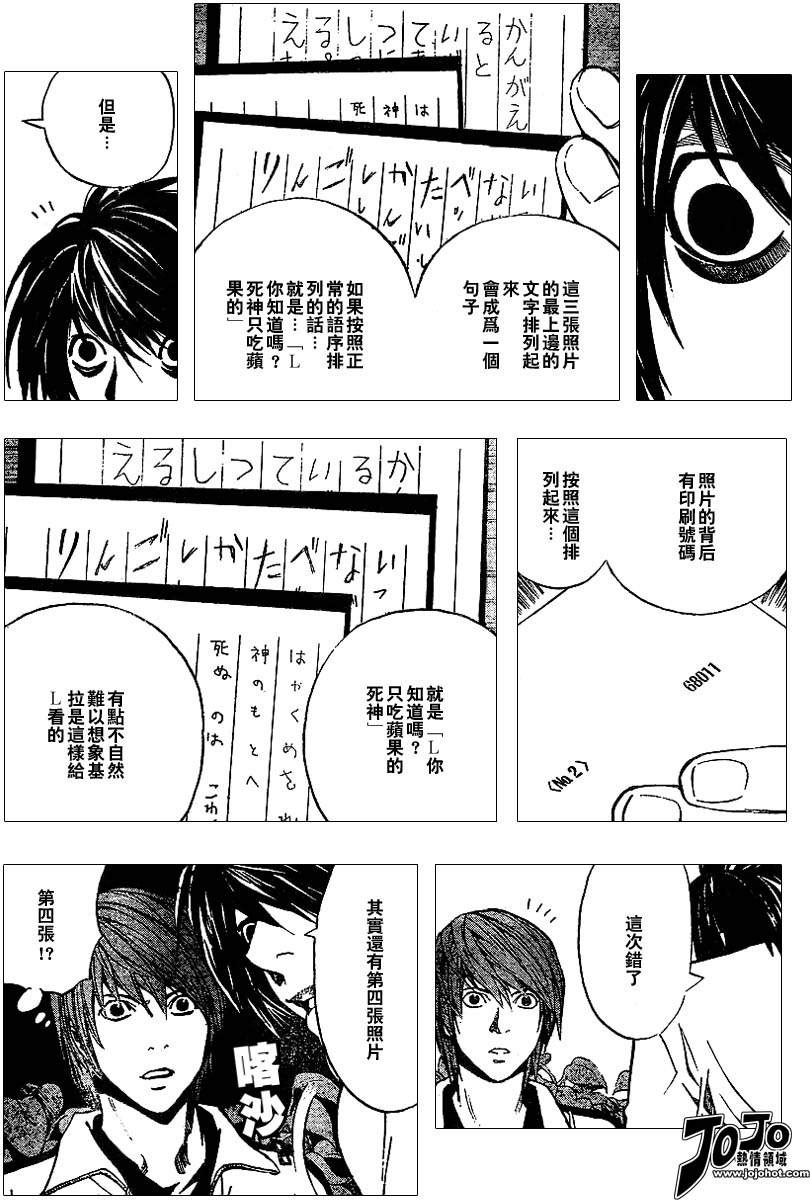 かんがえ
ると
えるしっているか
死神は
りんごしかたべない
這三張照片
的最上邊的
文字排列起
來
會成爲一個
句子
如果按照正
常的語序排
列的話…
就是…「L
你知道嗎？
死神只吃蘋
果的」
但是…
照片的背后
有印刷號碼
按照這個排
列起來…
68011
(No.2)
えるしっているか
りんごしかたべない
はかくめされ
神のもとへ
死ぬのは
これ
就是「L你
知道嗎？
只吃蘋果的
死神」
有點不自然
難以想象基
拉是這樣給
L看的
這次錯了
其實還有第四張照片
喀沙…
第四張!?
JOJO
熱情領域
www.jojohot.com